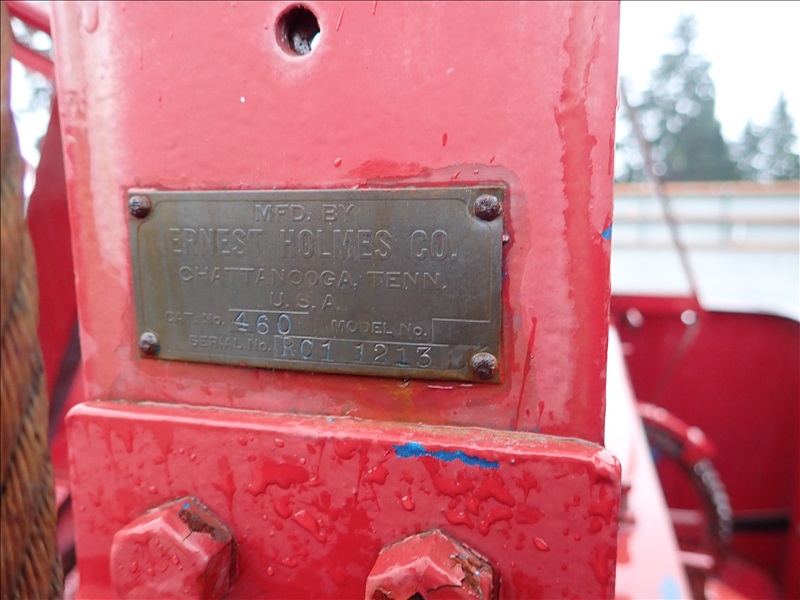 MFD. BY
ERNEST HOLMES CO.
CHATTANOOGA, TENN.
U. S. A.
CAT. No. 460 MODEL NO.
SERIAL No. RC1 1213